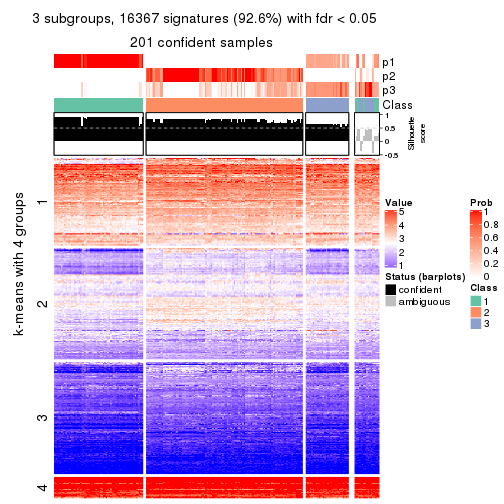 3 subgroups, 16367 signatures (92.6%) with fdr < 0.05
201 confident samples
p1
p2
p3
Class
1
0.5
0
-0.5
Silhouette
score
k-means with 4 groups
1
2
3
4
Value
5
4
3
2
1
Status (barplots)
confident
ambiguous
Prob
1
0.8
0.6
0.4
0.2
0
Class
1
2
3